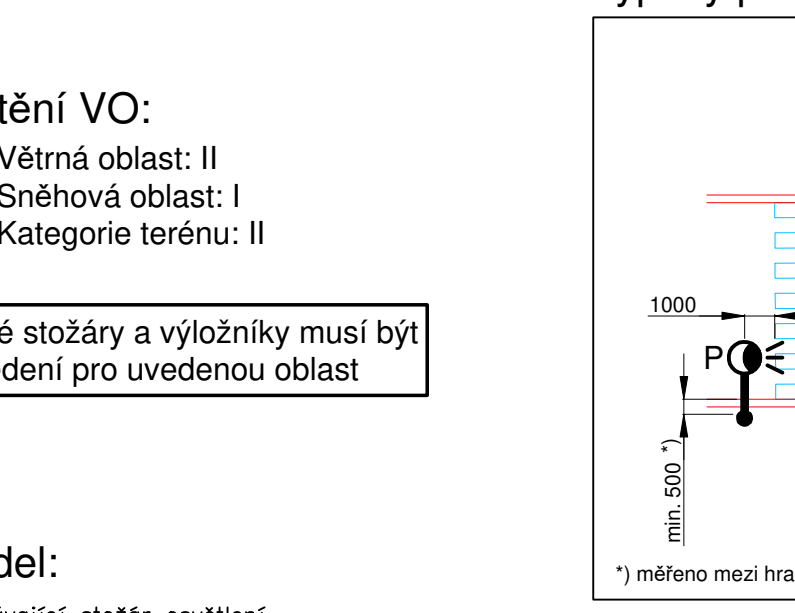 tění VO:
Větrná oblast: II
Sněhová oblast: I
Kategorie terénu: II
é stožáry a výložníky musí být
edení pro uvedenou oblast
del:
1000
P
min. 500 *)
*) měřeno mezi hra